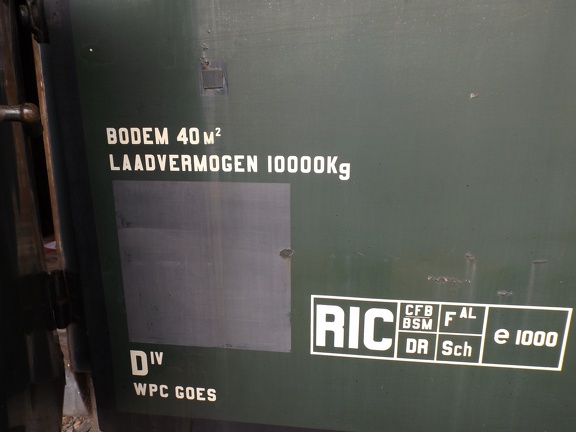 BODEM 40 M²
LAADVERMOGEN 10000Kg
D IV
WPC GOES
RIC
CFB
BSM
F AL
DR
Sch
e 1000